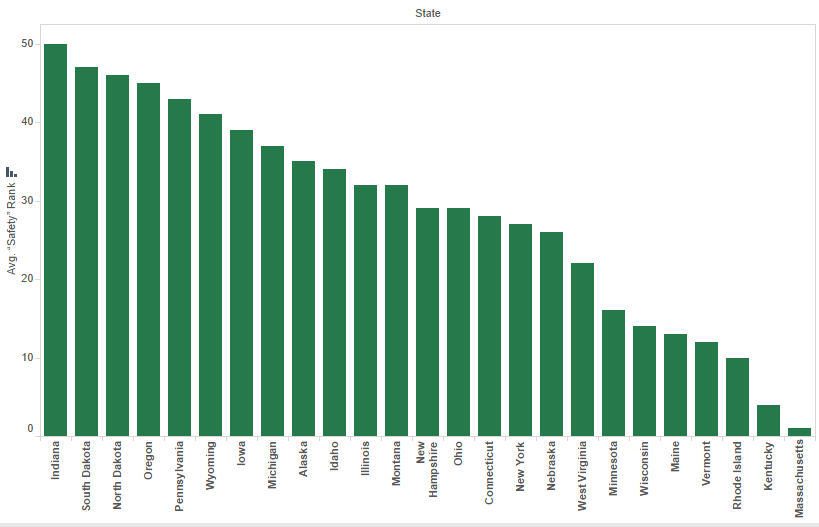 State
Avg. "Safety" Rank
50
40
30
20
10
0
Indiana
South Dakota
North Dakota
Oregon
Pennsylvania
Wyoming
Iowa
Michigan
Alaska
Idaho
Illinois
Montana
New
Hampshire
Ohio
Connecticut
New York
Nebraska
West Virginia
Minnesota
Wisconsin
Maine
Vermont
Rhode Island
Kentucky
Massachusetts